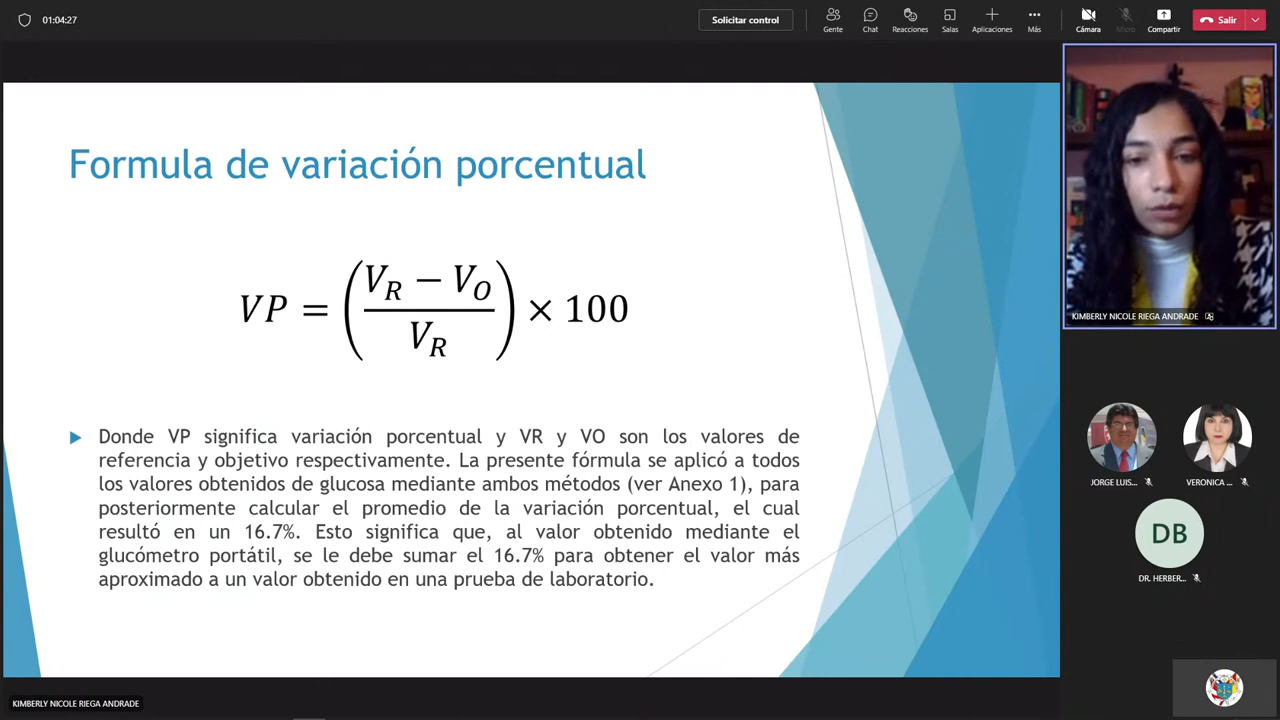 01:04:27
Solicitar control
Gente
Chat
Reacciones
Salas
Aplicaciones
Más
Cámara
Micro
Compartir
Salir
Formula de variación porcentual
VP = (V_R − V_O / V_R) × 100
Donde VP significa variación porcentual y VR y VO son los valores de
referencia y objetivo respectivamente. La presente fórmula se aplicó a todos
los valores obtenidos de glucosa mediante ambos métodos (ver Anexo 1), para
posteriormente calcular el promedio de la variación porcentual, el cual
resultó en un 16.7%. Esto significa que, al valor obtenido mediante el
glucómetro portátil, se le debe sumar el 16.7% para obtener el valor más
aproximado a un valor obtenido en una prueba de laboratorio.
KIMBERLY NICOLE RIEGA ANDRADE
JORGE LUIS...
VERONICA ...
DB
DR. HERBER...
KIMBERLY NICOLE RIEGA ANDRADE